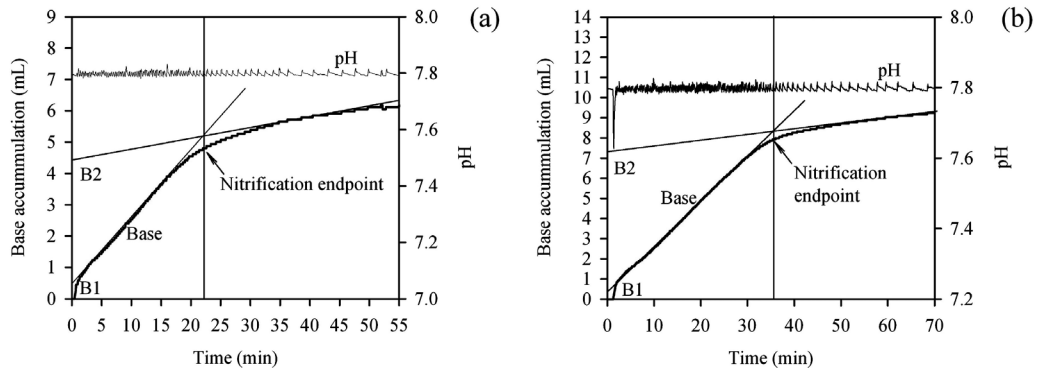 (a)
Base accumulation (mL)
9
8
7
6
5
4
3
2
1
0
pH
B2
B1
Base
Nitrification endpoint
8.0
7.8
7.6
7.4
7.2
7.0
pH
0 5 10 15 20 25 30 35 40 45 50 55
Time (min)
(b)
Base accumulation (mL)
14
13
12
11
10
9
8
7
6
5
4
3
2
1
0
pH
B2
B1
Base
Nitrification
endpoint
8.0
7.8
7.6
7.4
7.2
pH
0 10 20 30 40 50 60 70
Time (min)